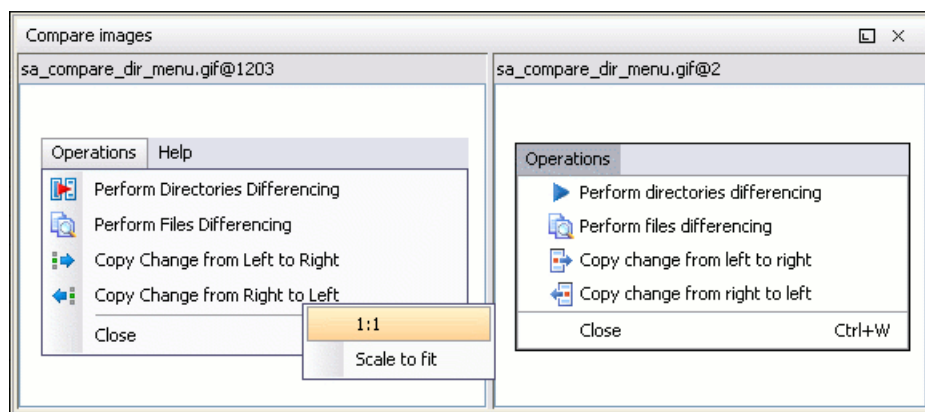 Compare images
sa_compare_dir_menu.gif@1203
Operations Help
Perform Directories Differencing
Perform Files Differencing
Copy Change from Left to Right
Copy Change from Right to Left
Close
1:1
Scale to fit
sa_compare_dir_menu.gif@2
Operations
Perform directories differencing
Perform files differencing
Copy change from left to right
Copy change from right to left
Close Ctrl+W